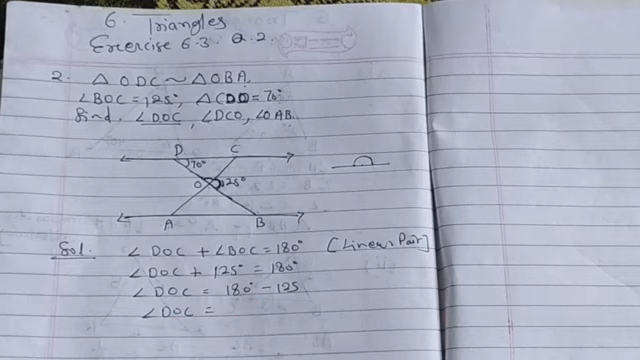 6. Triangles
Exercise 6.3. Q.2.
2. △ ODC ~ △OBA.
∠BOC = 125°, △CDO = 70°
find. ∠DOC, ∠DCO, ∠OAB.
D C
70°
O 125°
A B
Sol. ∠DOC + ∠BOC = 180° [Linear Pair]
∠DOC + 125° = 180°
∠DOC = 180° - 125
∠DOC =